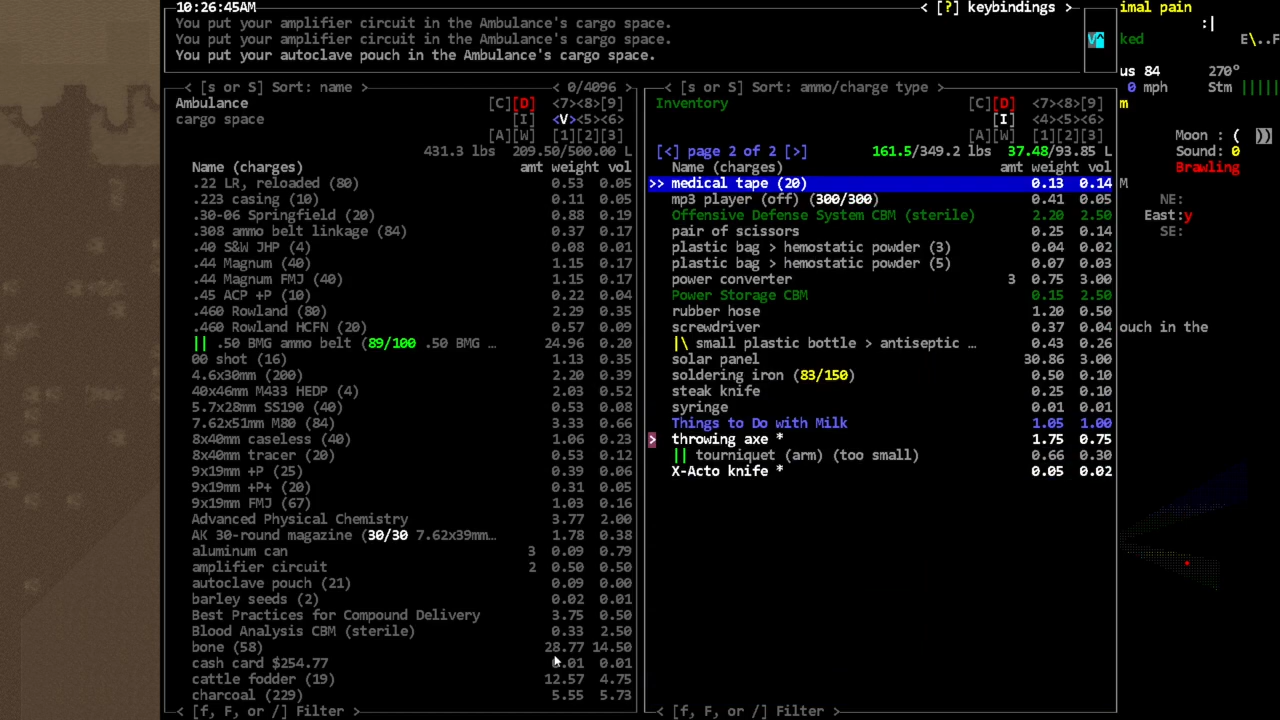 10:26:45AM
< [?] keybindings >
imal pain
You put your amplifier circuit in the Ambulance's cargo space.
:|
You put your amplifier circuit in the Ambulance's cargo space.
V^
ked
E\..F
You put your autoclave pouch in the Ambulance's cargo space.
us 84
270°
0 mph
Stm |||||
m
< [s or S] Sort: name >
< 0/4096 >
Ambulance
[C][D] <7><8>[9]
cargo space
[I] <V><5><6>
[A][W] [1][2][3]
431.3 lbs 209.50/500.00 L
Name (charges)
amt weight vol
.22 LR, reloaded (80) 0.53 0.05
.223 casing (10) 0.11 0.05
.30-06 Springfield (20) 0.88 0.19
.308 ammo belt linkage (84) 0.37 0.17
.40 S&W JHP (4) 0.08 0.01
.44 Magnum (40) 1.15 0.17
.44 Magnum FMJ (40) 1.15 0.17
.45 ACP +P (10) 0.22 0.04
.460 Rowland (80) 2.29 0.35
.460 Rowland HCFN (20) 0.57 0.09
|| .50 BMG ammo belt (89/100 .50 BMG … 24.96 0.20
00 shot (16) 1.13 0.35
4.6x30mm (200) 2.20 0.39
40x46mm M433 HEDP (4) 2.03 0.52
5.7x28mm SS190 (40) 0.53 0.08
7.62x51mm M80 (84) 3.33 0.66
8x40mm caseless (40) 1.06 0.23
8x40mm tracer (20) 0.53 0.12
9x19mm +P (25) 0.39 0.06
9x19mm +P+ (20) 0.31 0.05
9x19mm FMJ (67) 1.03 0.16
Advanced Physical Chemistry 3.77 2.00
AK 30-round magazine (30/30 7.62x39mm… 1.78 0.38
aluminum can 3 0.09 0.79
amplifier circuit 2 0.50 0.50
autoclave pouch (21) 0.09 0.00
barley seeds (2) 0.02 0.01
Best Practices for Compound Delivery 3.75 0.50
Blood Analysis CBM (sterile) 0.33 2.50
bone (58) 28.77 14.50
cash card $254.77 0.01 0.01
cattle fodder (19) 12.57 4.75
charcoal (229) 5.55 5.73
< [f, F, or /] Filter >
< [s or S] Sort: ammo/charge type >
Inventory
[C][D] <7><8>[9]
[I] <4><5><6>
[A][W] [1][2][3]
[<] page 2 of 2 [>]
161.5/349.2 lbs 37.48/93.85 L
Name (charges)
amt weight vol
>> medical tape (20) 0.13 0.14
mp3 player (off) (300/300) 0.41 0.05
Offensive Defense System CBM (sterile) 2.20 2.50
pair of scissors 0.25 0.14
plastic bag > hemostatic powder (3) 0.04 0.02
plastic bag > hemostatic powder (5) 0.07 0.03
power converter 3 0.75 3.00
Power Storage CBM 0.15 2.50
rubber hose 1.20 0.50
screwdriver 0.37 0.04
|\ small plastic bottle > antiseptic … 0.43 0.26
solar panel 30.86 3.00
soldering iron (83/150) 0.50 0.10
steak knife 0.25 0.10
syringe 0.01 0.01
Things to Do with Milk 1.05 1.00
> throwing axe * 1.75 0.75
|| tourniquet (arm) (too small) 0.66 0.30
X-Acto knife * 0.05 0.02
< [f, F, or /] Filter >
Moon : ( ))
Sound: 0
Brawling
M
NE:
East:y
SE:
ouch in the